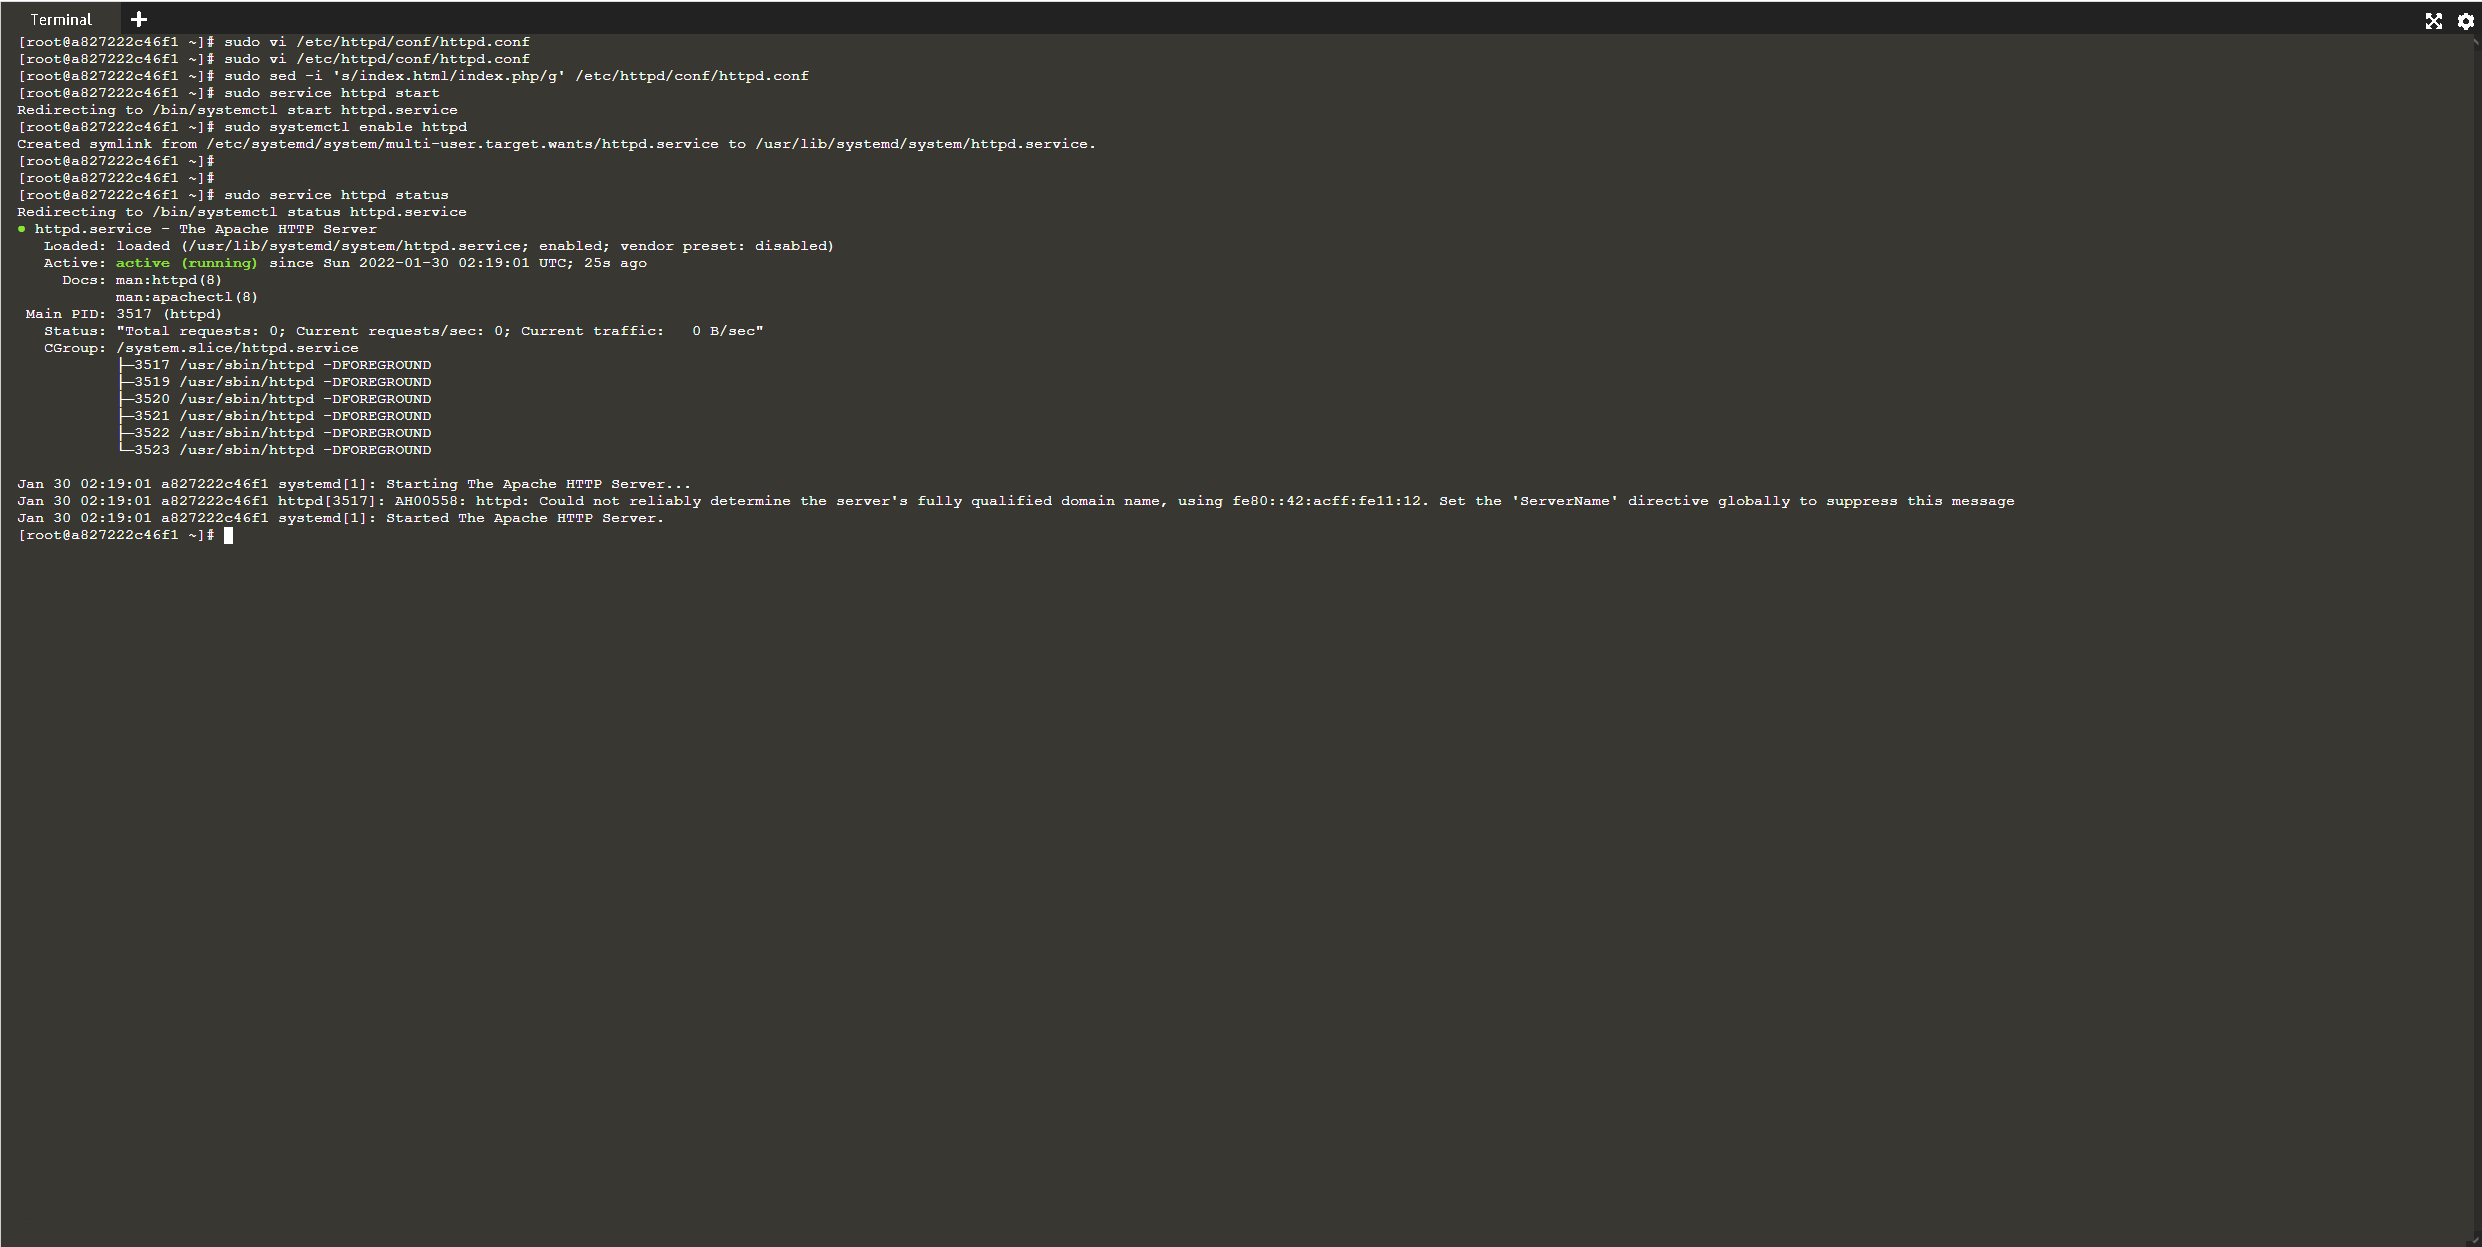 Terminal
[root@a827222c46f1 ~]# sudo vi /etc/httpd/conf/httpd.conf
[root@a827222c46f1 ~]# sudo vi /etc/httpd/conf/httpd.conf
[root@a827222c46f1 ~]# sudo sed -i 's/index.html/index.php/g' /etc/httpd/conf/httpd.conf
[root@a827222c46f1 ~]# sudo service httpd start
Redirecting to /bin/systemctl start httpd.service
[root@a827222c46f1 ~]# sudo systemctl enable httpd
Created symlink from /etc/systemd/system/multi-user.target.wants/httpd.service to /usr/lib/systemd/system/httpd.service.
[root@a827222c46f1 ~]#
[root@a827222c46f1 ~]#
[root@a827222c46f1 ~]# sudo service httpd status
Redirecting to /bin/systemctl status httpd.service
● httpd.service - The Apache HTTP Server
   Loaded: loaded (/usr/lib/systemd/system/httpd.service; enabled; vendor preset: disabled)
   Active: active (running) since Sun 2022-01-30 02:19:01 UTC; 25s ago
     Docs: man:httpd(8)
           man:apachectl(8)
 Main PID: 3517 (httpd)
   Status: "Total requests: 0; Current requests/sec: 0; Current traffic:   0 B/sec"
   CGroup: /system.slice/httpd.service
           ├─3517 /usr/sbin/httpd -DFOREGROUND
           ├─3519 /usr/sbin/httpd -DFOREGROUND
           ├─3520 /usr/sbin/httpd -DFOREGROUND
           ├─3521 /usr/sbin/httpd -DFOREGROUND
           ├─3522 /usr/sbin/httpd -DFOREGROUND
           └─3523 /usr/sbin/httpd -DFOREGROUND
Jan 30 02:19:01 a827222c46f1 systemd[1]: Starting The Apache HTTP Server...
Jan 30 02:19:01 a827222c46f1 httpd[3517]: AH00558: httpd: Could not reliably determine the server's fully qualified domain name, using fe80::42:acff:fe11:12. Set the 'ServerName' directive globally to suppress this message
Jan 30 02:19:01 a827222c46f1 systemd[1]: Started The Apache HTTP Server.
[root@a827222c46f1 ~]#